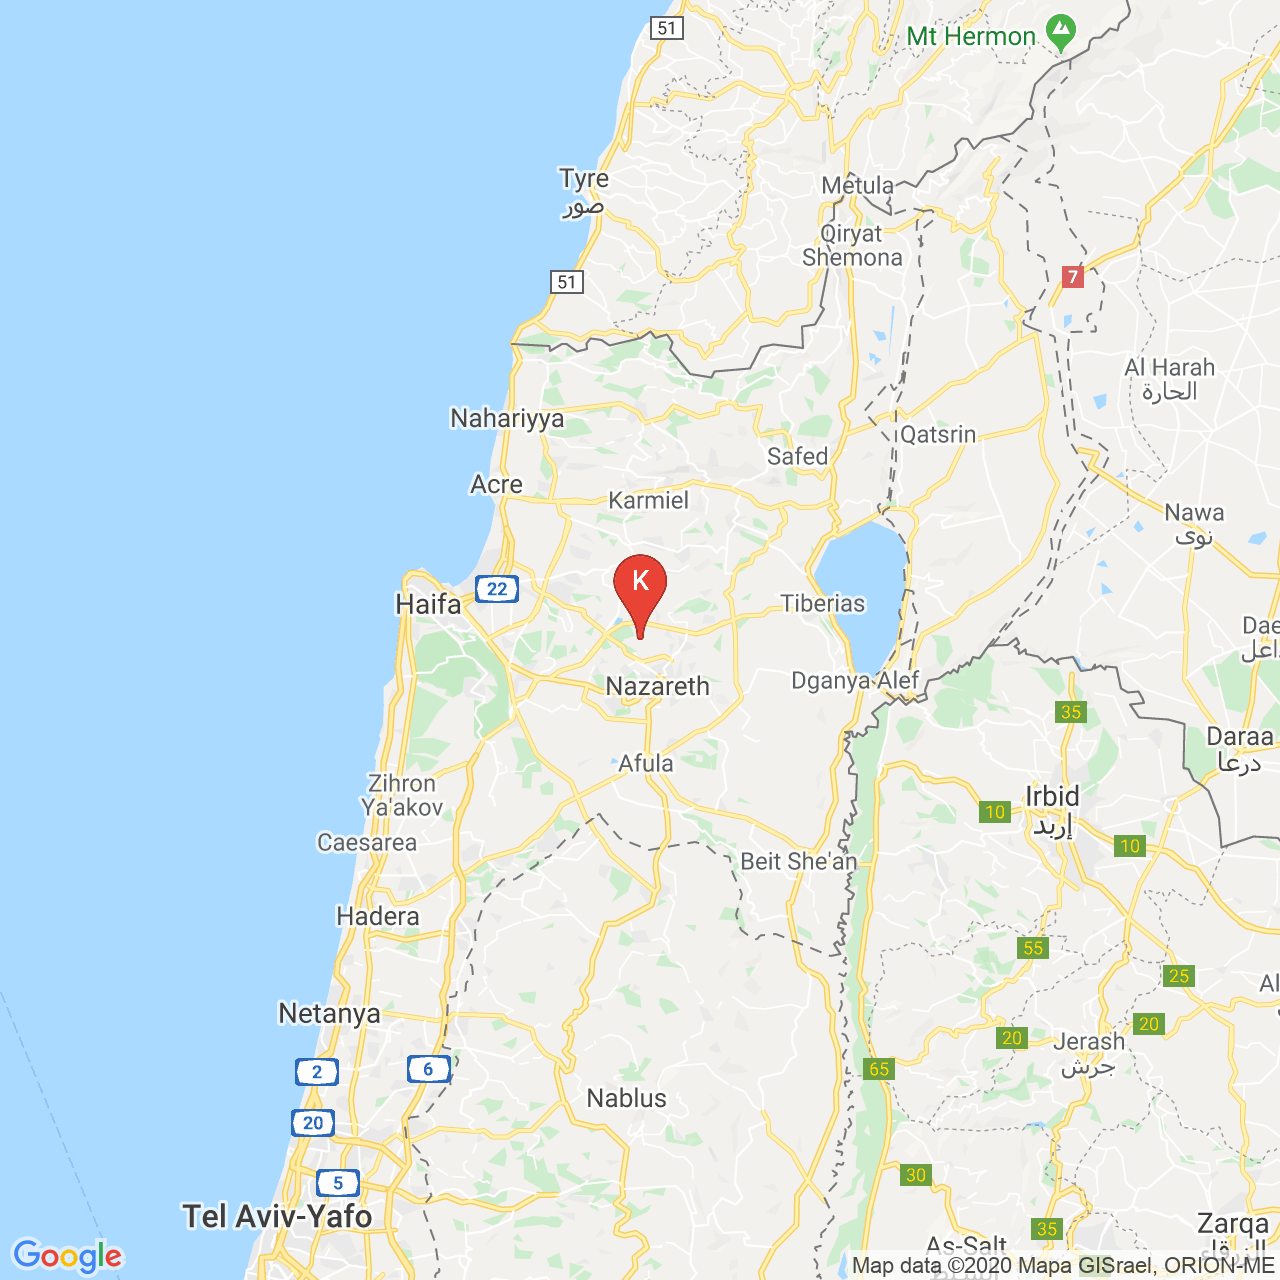 51
Mt Hermon
Tyre
صور
Metula
Qiryat
Shemona
51
7
Al Harah
الحارة
Nahariyya
Qatsrin
Safed
Acre
Karmiel
Nawa
نوى
K
22
Haifa
Tiberias
Nazareth
Dganya Alef
35
Daraa
درعا
Afula
Zihron
Ya'akov
Irbid
إربد
10
10
Caesarea
Beit She'an
Hadera
55
25
Netanya
20
20
Jerash
جرش
2
6
65
Nablus
20
5
30
Tel Aviv-Yafo
35
Zarqa
As-Salt
Google
Map data ©2020 Mapa GISrael, ORION-ME